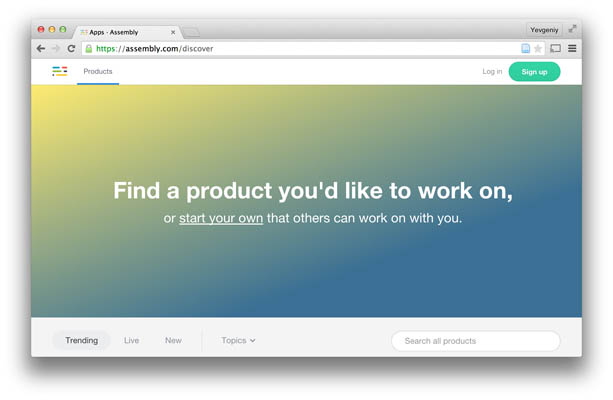 Apps - Assembly
Yevgeniy
https://assembly.com/discover
Products
Log in
Sign up
Find a product you'd like to work on,
or start your own that others can work on with you.
Trending
Live
New
Topics
Search all products